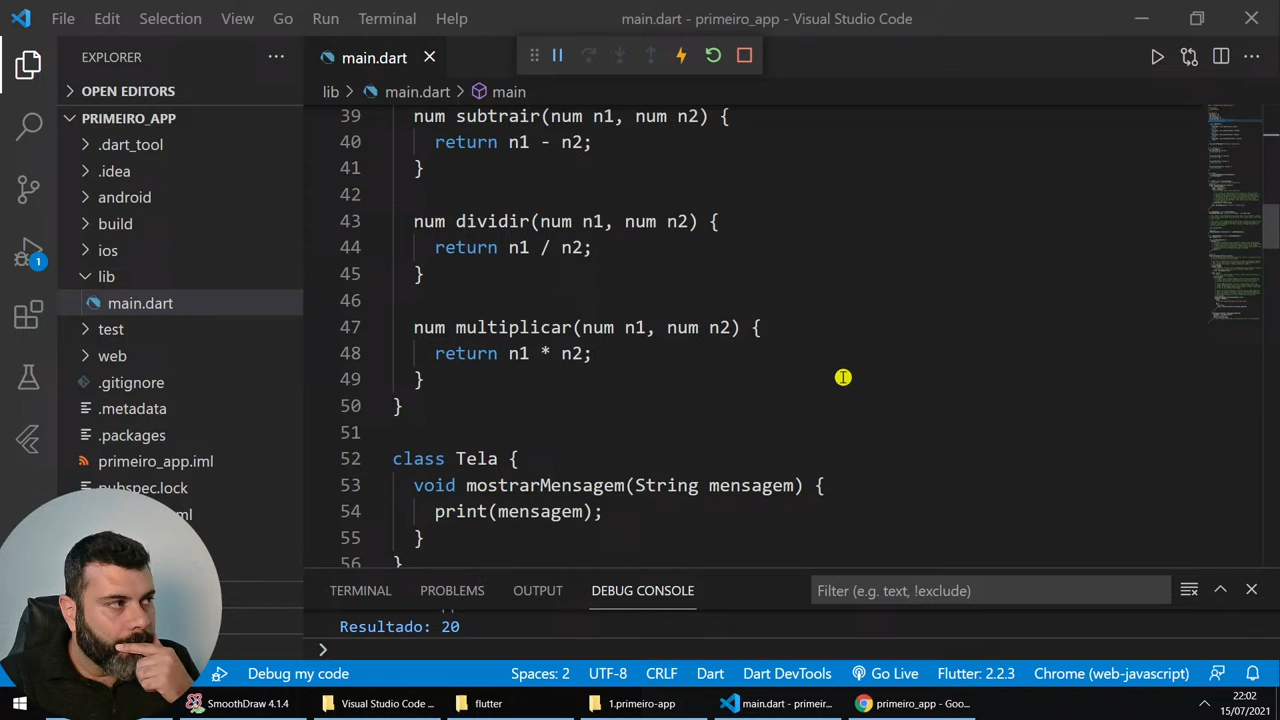 File Edit Selection View Go Run Terminal Help main.dart - primeiro_app - Visual Studio Code
EXPLORER
main.dart
OPEN EDITORS
lib > main.dart > main
PRIMEIRO_APP
.dart_tool
.idea
android
build
ios
lib
main.dart
test
web
.gitignore
.metadata
.packages
primeiro_app.iml
pubspec.lock
39 num subtrair(num n1, num n2) {
40 return n1 - n2;
41 }
42
43 num dividir(num n1, num n2) {
44 return n1 / n2;
45 }
46
47 num multiplicar(num n1, num n2) {
48 return n1 * n2;
49 }
50 }
51
52 class Tela {
53 void mostrarMensagem(String mensagem) {
54 print(mensagem);
55 }
56 }
1
TERMINAL PROBLEMS OUTPUT DEBUG CONSOLE Filter (e.g. text, !exclude)
Resultado: 20
Debug my code Spaces: 2 UTF-8 CRLF Dart Dart DevTools Go Live Flutter: 2.2.3 Chrome (web-javascript)
SmoothDraw 4.1.4 Visual Studio Code ... flutter 1.primeiro-app main.dart - primeir... primeiro_app - Goo... 22:02
15/07/2021